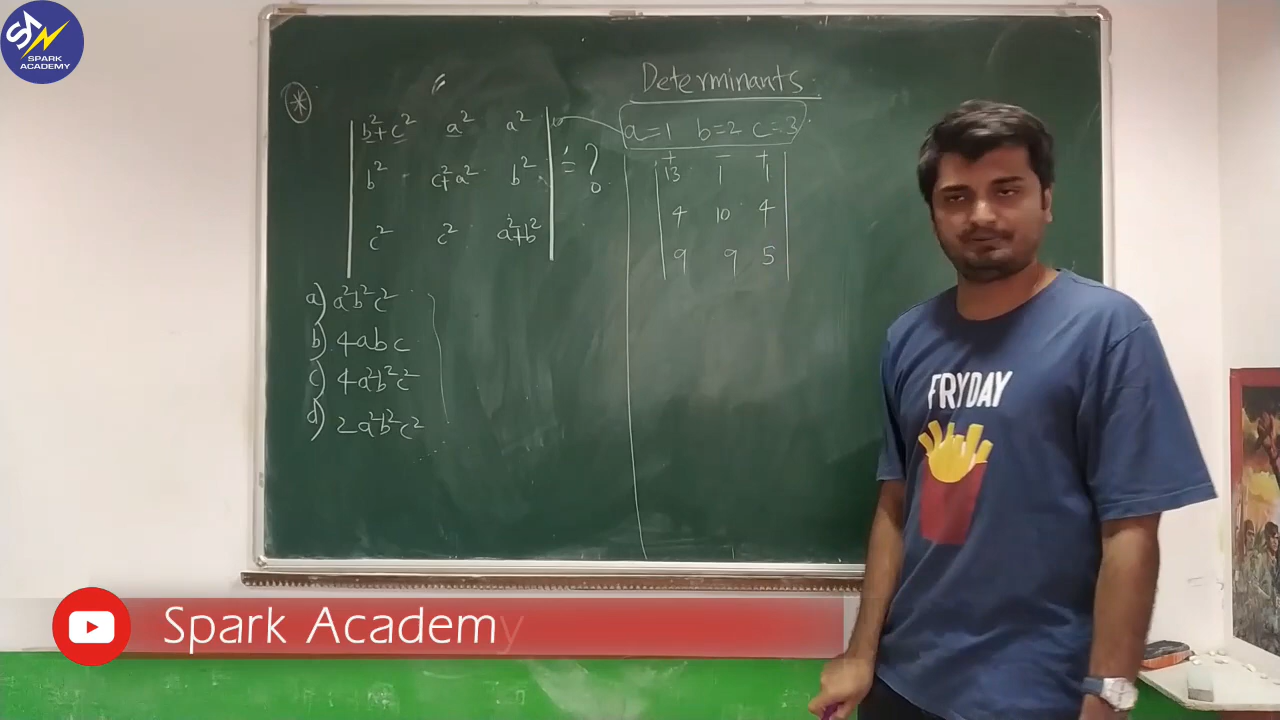 SPARK
ACADEMY
Determinants
b²+c² a² a²
b² c²+a² b²
c² c² a²+b²
= ?
a) a²b²c²
b) 4abc
c) 4a²b²c²
d) 2a²b²c²
a=1 b=2 c=3
+ − +
13 1 1
4 10 4
9 9 5
FRYDAY
Spark Academy